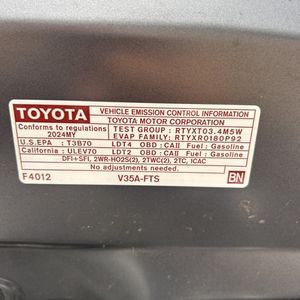 TOYOTA
VEHICLE EMISSION CONTROL INFORMATION
TOYOTA MOTOR CORPORATION
Conforms to regulations
2024MY
TEST GROUP : RTYXT03.4M5W
EVAP FAMILY: RTYXR0180P92
U.S.EPA : T3B70 LDT4 OBD : CAII Fuel : Gasoline
California : ULEV70 LDT2 OBD : CAII Fuel : Gasoline
DFI+SFI, 2WR-HO2S(2), 2TWC(2), 2TC, ICAC
No adjustments needed.
F4012 V35A-FTS BN